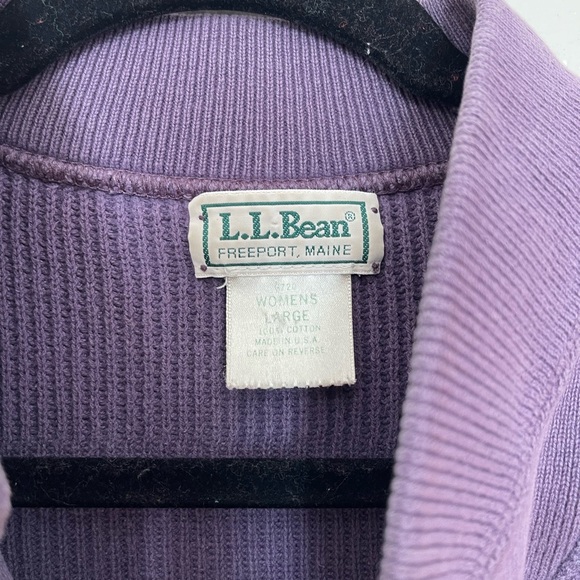 L.L.Bean®
FREEPORT, MAINE
WOMENS
LARGE
100% COTTON
MADE IN U.S.A.
CARE ON REVERSE